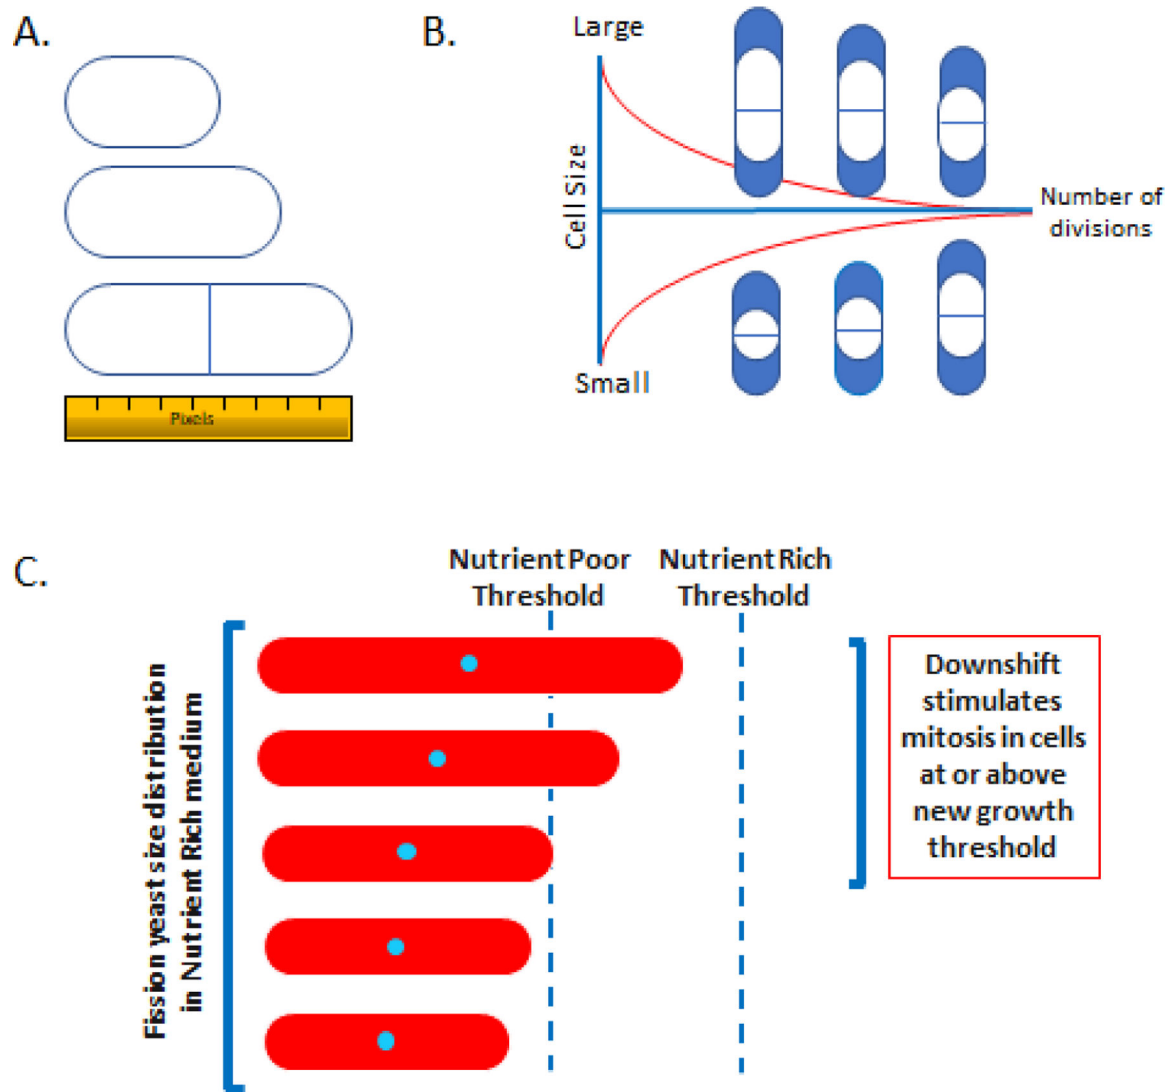 A.
Pixels
B.
Large
Cell Size
Small
Number of
divisions
C.
Nutrient Poor
Threshold
Nutrient Rich
Threshold
Fission yeast size distribution
in Nutrient Rich medium
Downshift
stimulates
mitosis in cells
at or above
new growth
threshold